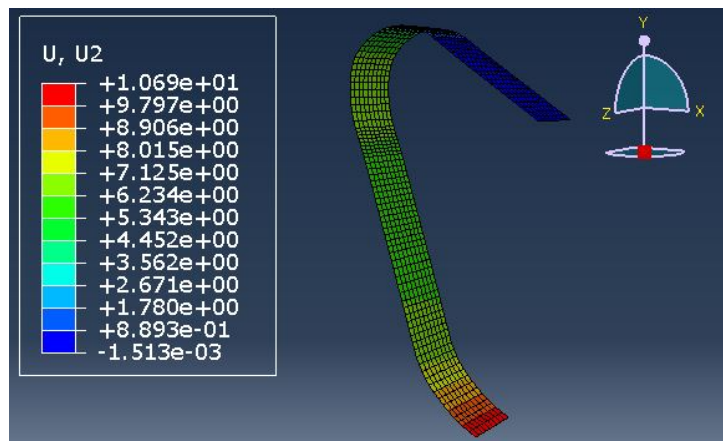 U, U2
+1.069e+01
+9.797e+00
+8.906e+00
+8.015e+00
+7.125e+00
+6.234e+00
+5.343e+00
+4.452e+00
+3.562e+00
+2.671e+00
+1.780e+00
+8.893e-01
-1.513e-03
Y
Z
X